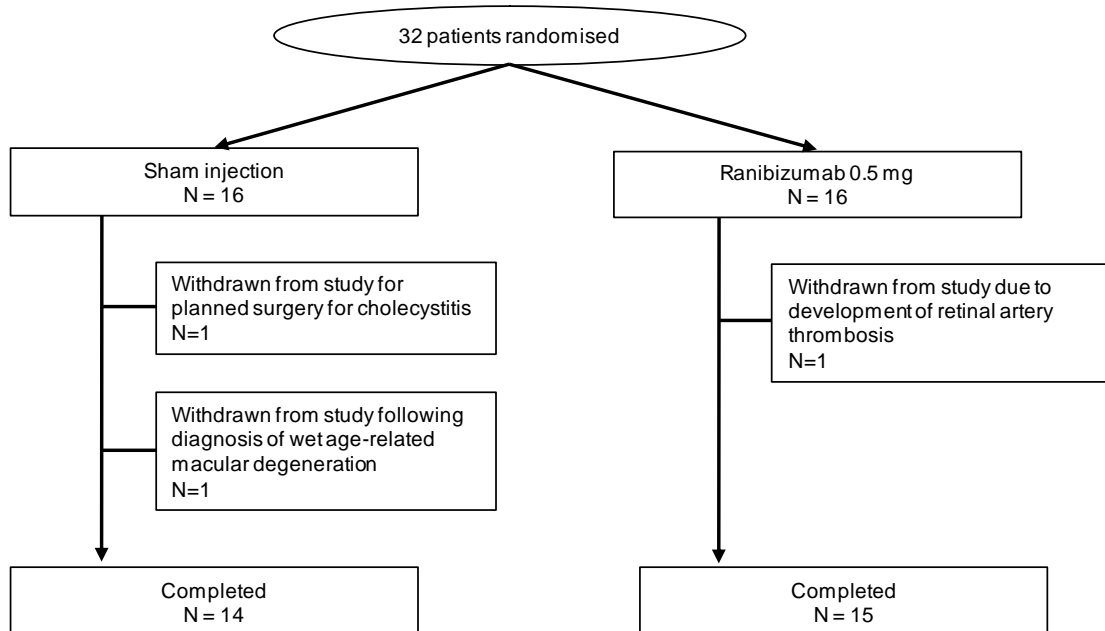 32 patients randomised
Sham injection
N = 16
Ranibizumab 0.5 mg
N = 16
Withdrawn from study for
planned surgery for cholecystitis
N=1
Withdrawn from study due to
development of retinal artery
thrombosis
N=1
Withdrawn from study following
diagnosis of wet age-related
macular degeneration
N=1
Completed
N = 14
Completed
N = 15